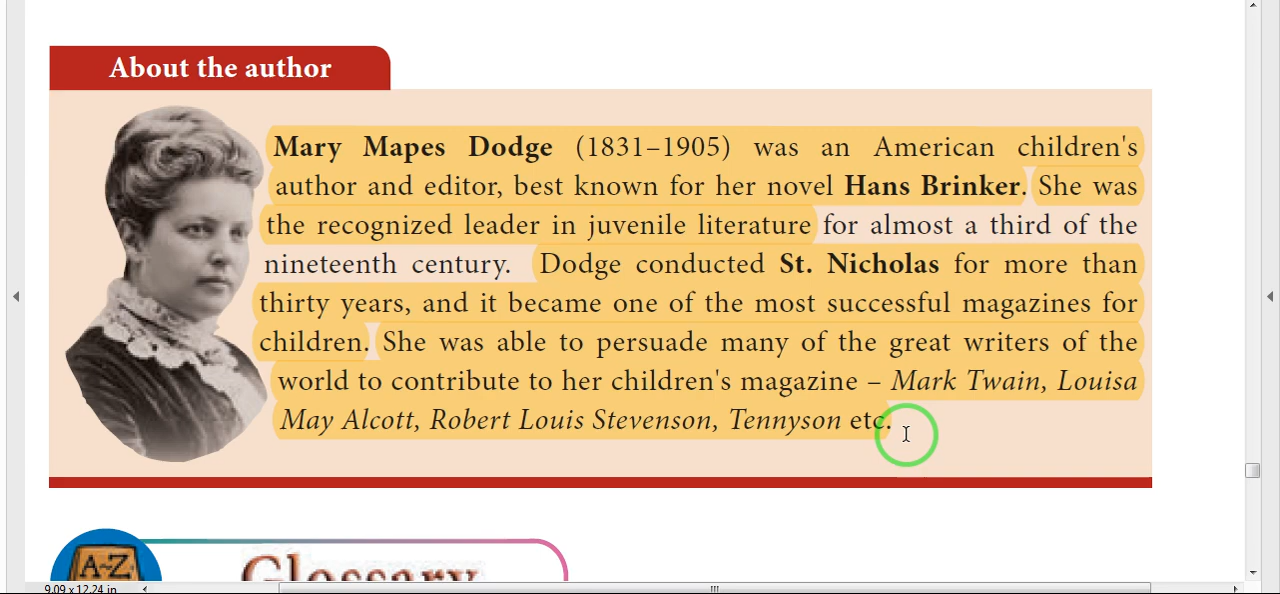 About the author
Mary Mapes Dodge (1831–1905) was an American children's
author and editor, best known for her novel Hans Brinker. She was
the recognized leader in juvenile literature for almost a third of the
nineteenth century. Dodge conducted St. Nicholas for more than
thirty years, and it became one of the most successful magazines for
children. She was able to persuade many of the great writers of the
world to contribute to her children's magazine – Mark Twain, Louisa
May Alcott, Robert Louis Stevenson, Tennyson etc.
A-Z
Glossary
9.09 x 12.24 in